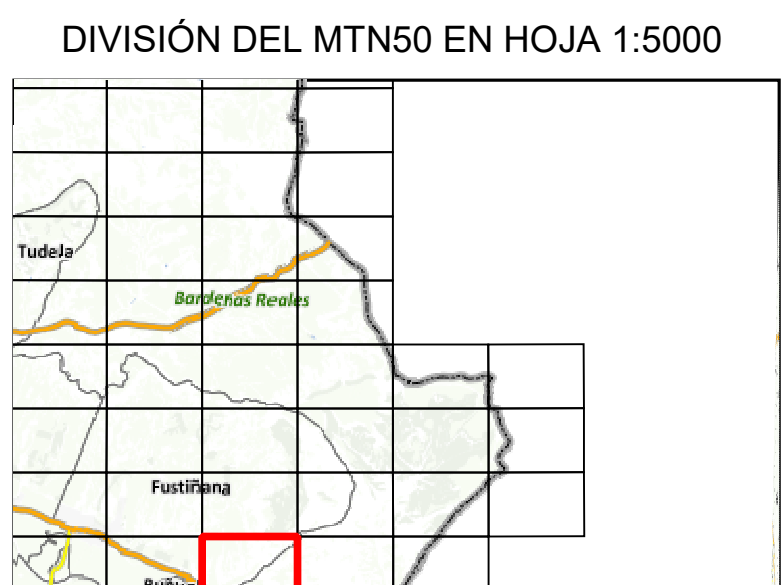 DIVISIÓN DEL MTN50 EN HOJA 1:5000
Tudela
Bardenas Reales
Fustiñana